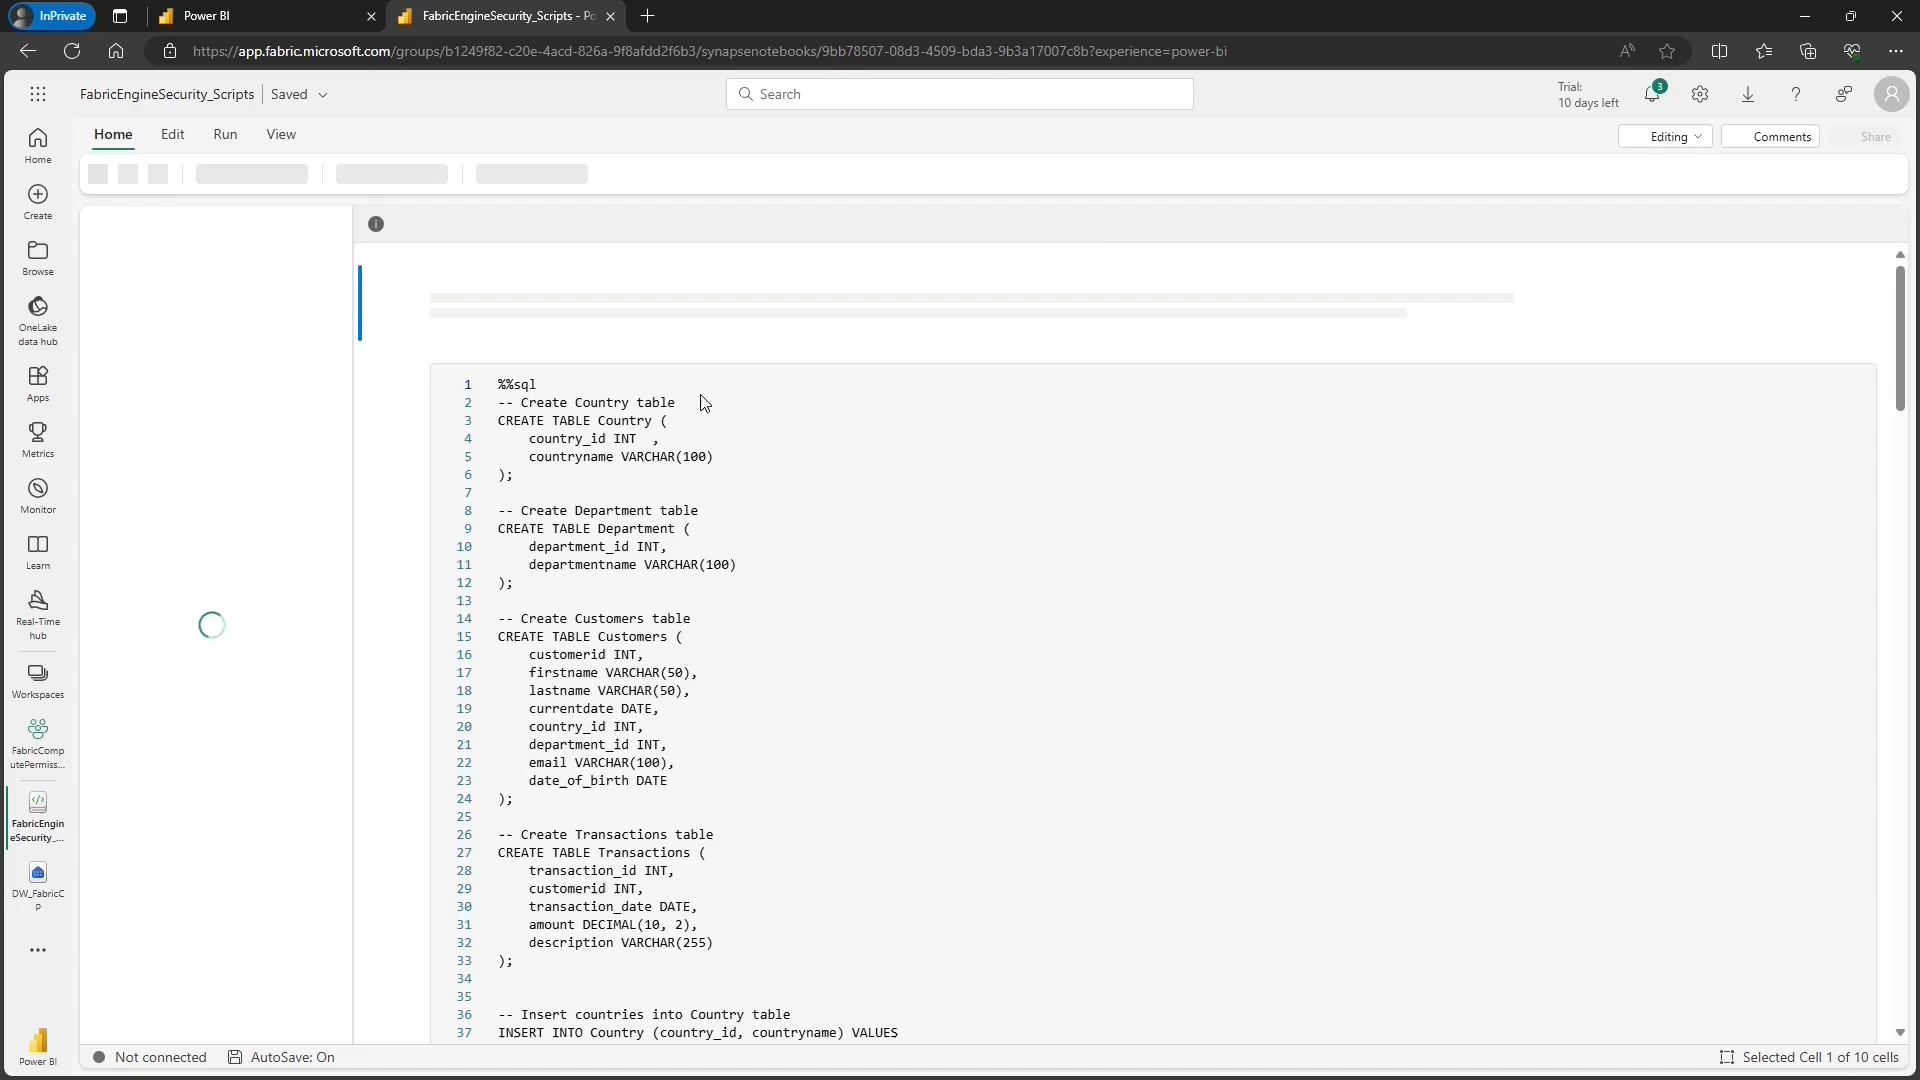 InPrivate
Power BI
FabricEngineSecurity_Scripts - Po
https://app.fabric.microsoft.com/groups/b1249f82-c20e-4acd-826a-9f8afdd2f6b3/synapsenotebooks/9bb78507-08d3-4509-bda3-9b3a17007c8b?experience=power-bi
FabricEngineSecurity_Scripts
Saved
Search
Trial:
10 days left
3
Home
Edit
Run
View
Editing
Comments
Share
Home
Create
Browse
OneLake
data hub
Apps
Metrics
Monitor
Learn
Real-Time
hub
Workspaces
FabricComp
utePermiss...
FabricEngin
eSecurity_...
DW_FabricC
P
Power BI
1 %%sql
2 -- Create Country table
3 CREATE TABLE Country (
4 country_id INT ,
5 countryname VARCHAR(100)
6 );
7
8 -- Create Department table
9 CREATE TABLE Department (
10 department_id INT,
11 departmentname VARCHAR(100)
12 );
13
14 -- Create Customers table
15 CREATE TABLE Customers (
16 customerid INT,
17 firstname VARCHAR(50),
18 lastname VARCHAR(50),
19 currentdate DATE,
20 country_id INT,
21 department_id INT,
22 email VARCHAR(100),
23 date_of_birth DATE
24 );
25
26 -- Create Transactions table
27 CREATE TABLE Transactions (
28 transaction_id INT,
29 customerid INT,
30 transaction_date DATE,
31 amount DECIMAL(10, 2),
32 description VARCHAR(255)
33 );
34
35
36 -- Insert countries into Country table
37 INSERT INTO Country (country_id, countryname) VALUES
Not connected
AutoSave: On
Selected Cell 1 of 10 cells